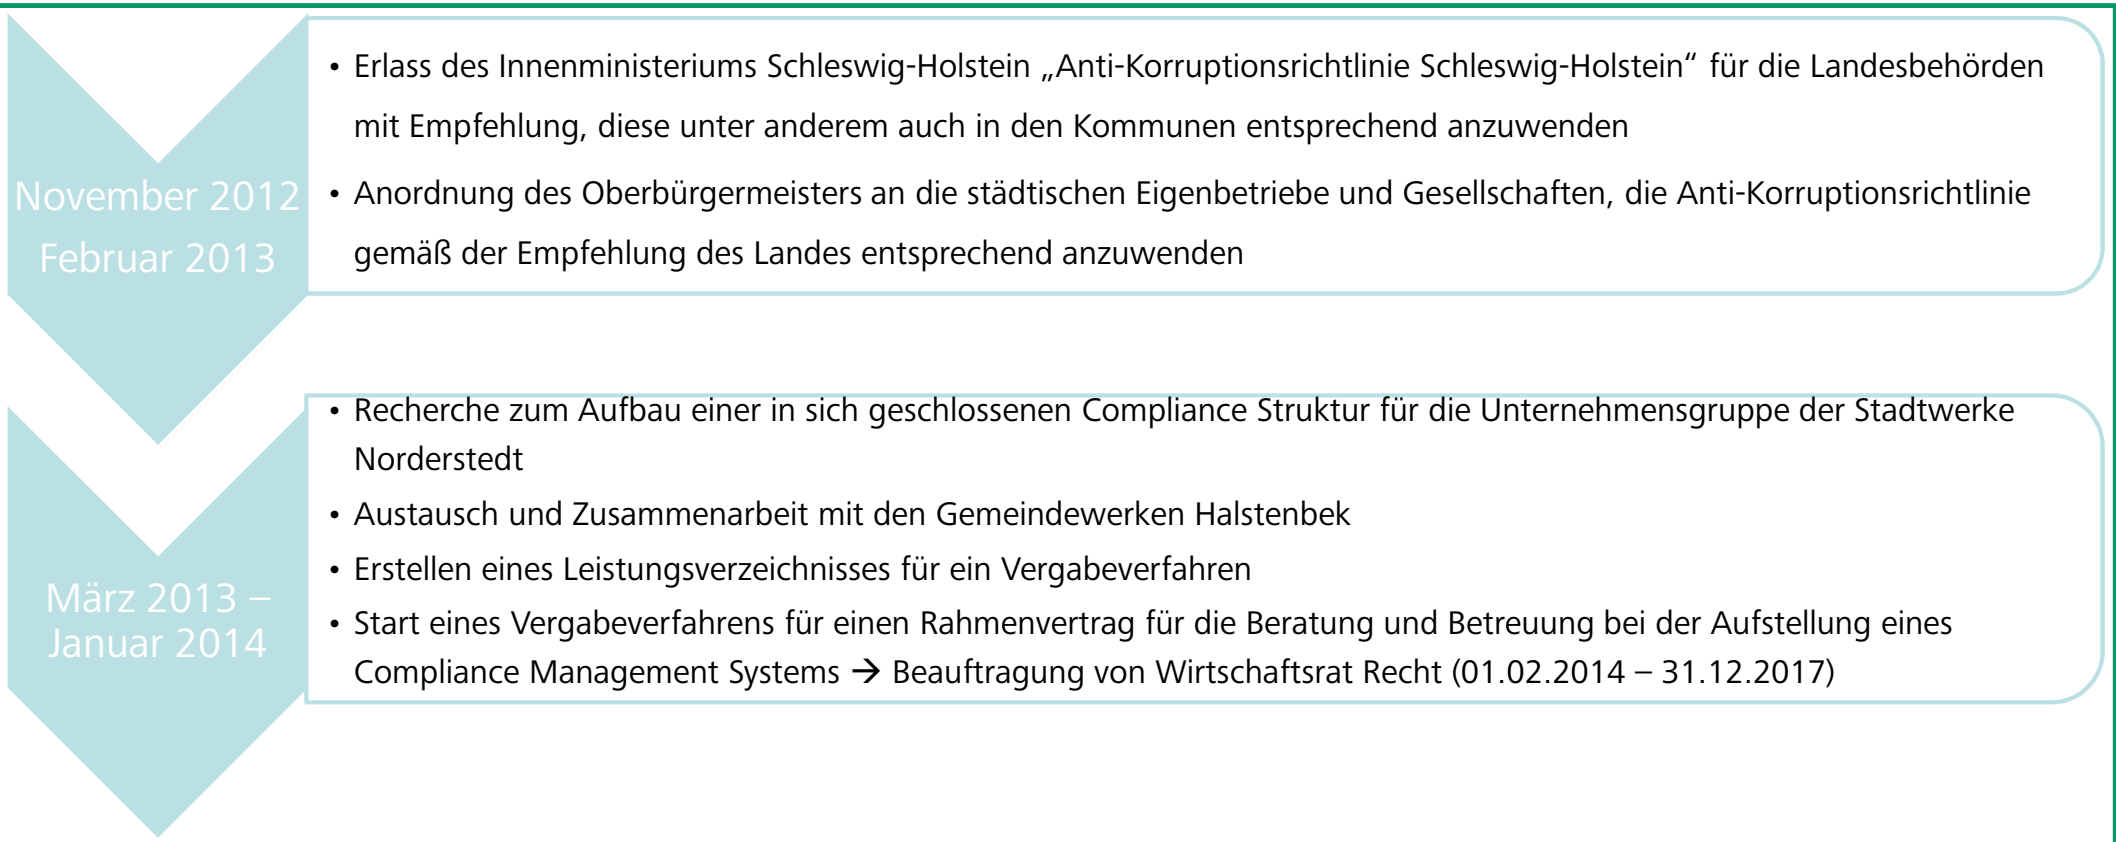 November 2012
Februar 2013
• Erlass des Innenministeriums Schleswig-Holstein „Anti-Korruptionsrichtlinie Schleswig-Holstein“ für die Landesbehörden
mit Empfehlung, diese unter anderem auch in den Kommunen entsprechend anzuwenden
• Anordnung des Oberbürgermeisters an die städtischen Eigenbetriebe und Gesellschaften, die Anti-Korruptionsrichtlinie
gemäß der Empfehlung des Landes entsprechend anzuwenden
März 2013 –
Januar 2014
• Recherche zum Aufbau einer in sich geschlossenen Compliance Struktur für die Unternehmensgruppe der Stadtwerke
Norderstedt
• Austausch und Zusammenarbeit mit den Gemeindewerken Halstenbek
• Erstellen eines Leistungsverzeichnisses für ein Vergabeverfahren
• Start eines Vergabeverfahrens für einen Rahmenvertrag für die Beratung und Betreuung bei der Aufstellung eines
Compliance Management Systems → Beauftragung von Wirtschaftsrat Recht (01.02.2014 – 31.12.2017)